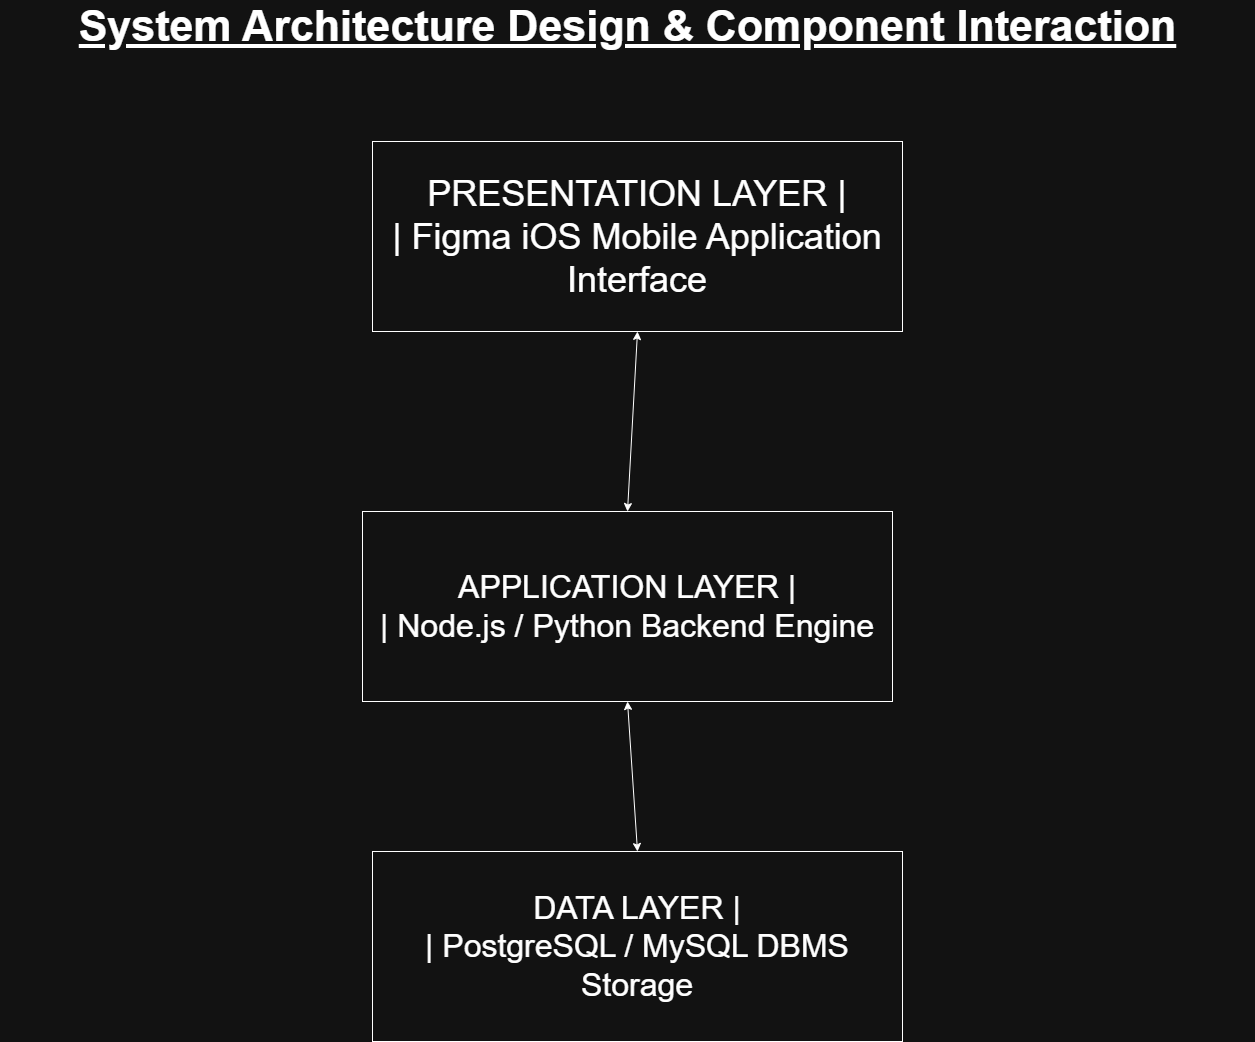 System Architecture Design & Component Interaction
PRESENTATION LAYER |
| Figma iOS Mobile Application
Interface
APPLICATION LAYER |
| Node.js / Python Backend Engine
DATA LAYER |
| PostgreSQL / MySQL DBMS
Storage